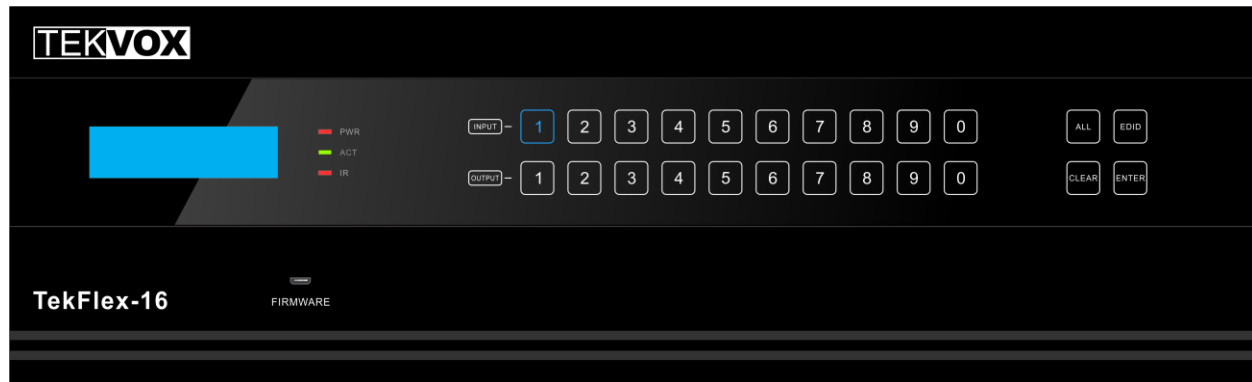 TEKVOX
PWR
ACT
IR
INPUT 1 2 3 4 5 6 7 8 9 0
OUTPUT 1 2 3 4 5 6 7 8 9 0
ALL EDID
CLEAR ENTER
TekFlex-16
FIRMWARE